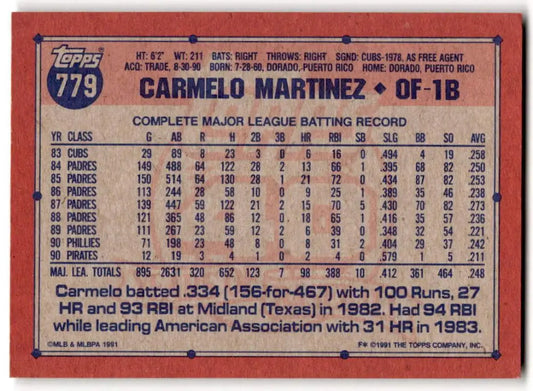 Topps
779
HT: 6'2" WT: 211 BATS: RIGHT THROWS: RIGHT SGND: CUBS-1978, AS FREE AGENT
ACQ: TRADE, 8-30-90 BORN: 7-28-60, DORADO, PUERTO RICO HOME: DORADO, PUERTO RICO
CARMELO MARTINEZ ♦ OF-1B
COMPLETE MAJOR LEAGUE BATTING RECORD
YR CLASS G AB R H 2B 3B HR RBI SB SLG BB SO AVG
83 CUBS 29 89 8 23 3 0 6 16 0 .494 4 19 .258
84 PADRES 149 488 64 122 28 2 13 66 1 .395 68 82 .250
85 PADRES 150 514 64 130 28 1 21 72 0 .434 87 82 .253
86 PADRES 113 244 28 58 10 0 9 25 1 .389 35 46 .238
87 PADRES 139 447 59 122 21 2 15 70 5 .430 70 82 .273
88 PADRES 121 365 48 86 12 0 18 65 1 .416 35 57 .236
89 PADRES 111 267 23 59 12 2 6 39 0 .348 32 54 .221
90 PHILLIES 71 198 23 48 8 0 8 31 2 .404 29 37 .242
90 PIRATES 12 19 3 4 1 0 2 4 0 .579 1 5 .211
MAJ. LEA. TOTALS 895 2631 320 652 123 7 98 388 10 .412 361 464 .248
Carmelo batted .334 (156-for-467) with 100 Runs, 27
HR and 93 RBI at Midland (Texas) in 1982. Had 94 RBI
while leading American Association with 31 HR in 1983.
©MLB & MLBPA 1991 F* ©1991 THE TOPPS COMPANY, INC.